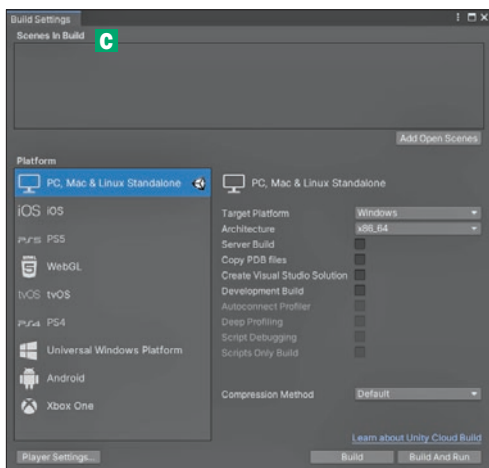 Build Settings
Scenes In Build
C
Add Open Scenes
Platform
PC, Mac & Linux Standalone
iOS iOS
PS5 PS5
WebGL
tvOS tvOS
PS4 PS4
Universal Windows Platform
Android
Xbox One
Player Settings...
PC, Mac & Linux Standalone
Target Platform Windows
Architecture x86_64
Server Build
Copy PDB files
Create Visual Studio Solution
Development Build
Autoconnect Profiler
Deep Profiling
Script Debugging
Scripts Only Build
Compression Method Default
Learn about Unity Cloud Build
Build Build And Run